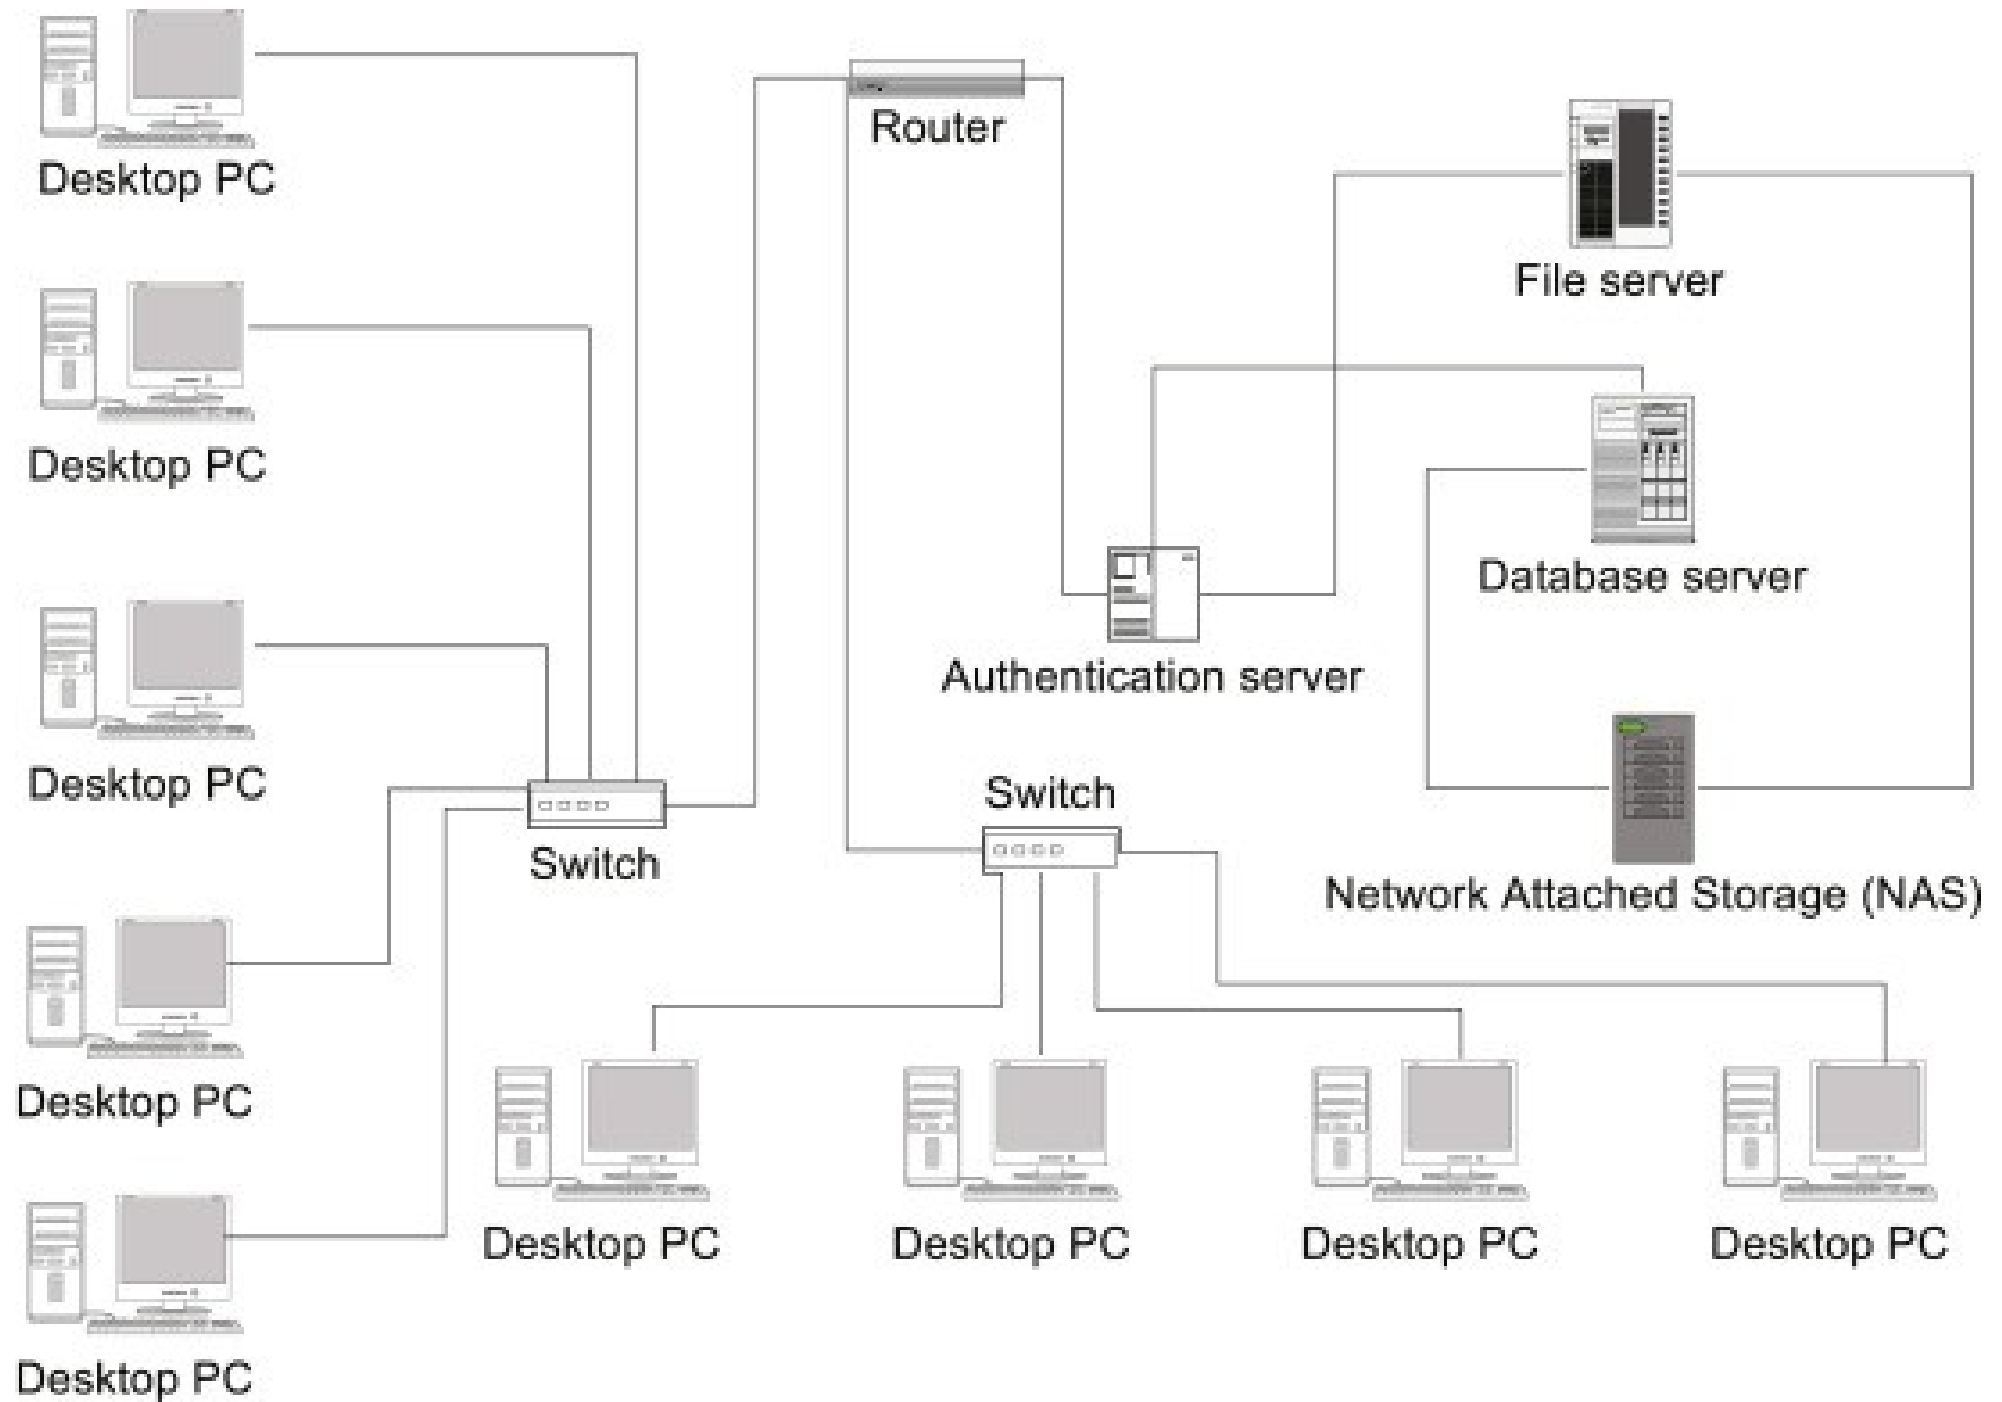 Desktop PC
Router
File server
Desktop PC
Database server
Authentication server
Desktop PC
Switch
Switch
Network Attached Storage (NAS)
Desktop PC
Desktop PC
Desktop PC
Desktop PC
Desktop PC
Desktop PC